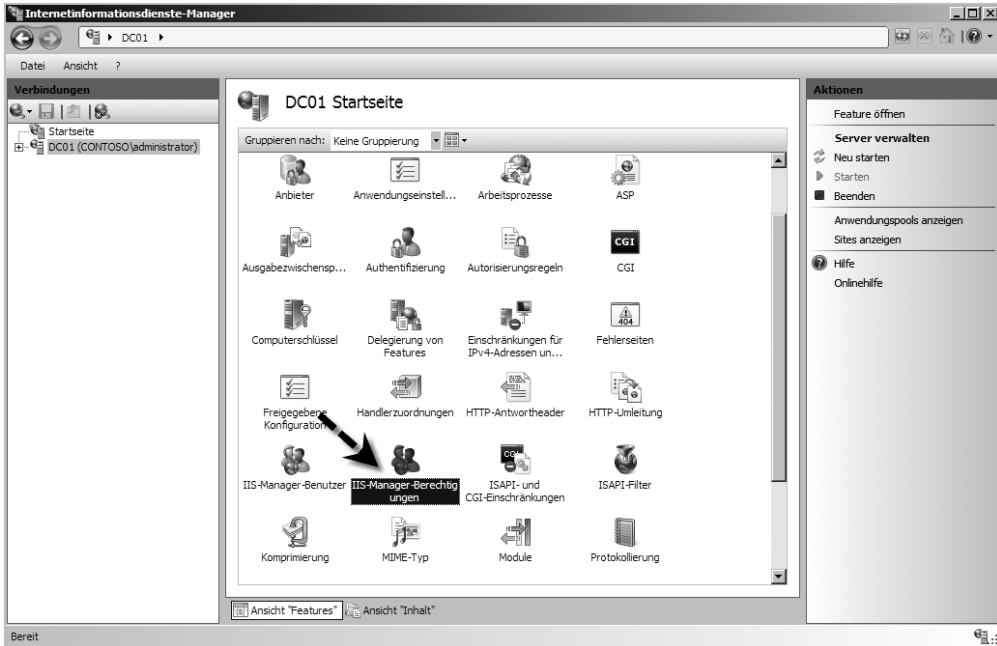 Internetinformationsdienste-Manager
DC01
Datei Ansicht ?
Verbindungen
Startseite
DC01 (CONTOSO\administrator)
DC01 Startseite
Gruppieren nach: Keine Gruppierung
Anbieter
Anwendungseinstell...
Arbeitsprozesse
ASP
Ausgabezwischensp...
Authentifizierung
Autorisierungsregeln
CGI
CGI
Computerschlüssel
Delegierung von
Features
Einschränkungen für
IPv4-Adressen un...
404
Fehlerseiten
Freigegebene
Konfiguration
Handlerzuordnungen
HTTP-Antwortheader
HTTP-Umleitung
IIS-Manager-Benutzer
IIS-Manager-Berechtig
ungen
ISAPI- und
CGI-Einschränkungen
ISAPI-Filter
Komprimierung
MIME-Typ
Module
Protokollierung
Ansicht "Features"
Ansicht "Inhalt"
Aktionen
Feature öffnen
Server verwalten
Neu starten
Starten
Beenden
Anwendungspools anzeigen
Sites anzeigen
Hilfe
Onlinehilfe
Bereit